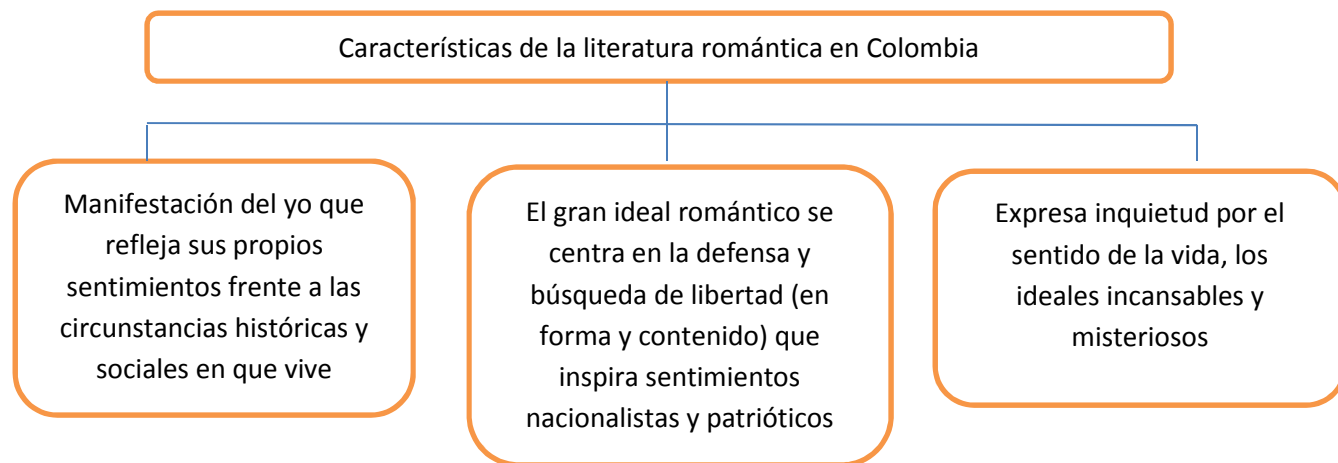 Características de la literatura romántica en Colombia
Manifestación del yo que
refleja sus propios
sentimientos frente a las
circunstancias históricas y
sociales en que vive
El gran ideal romántico se
centra en la defensa y
búsqueda de libertad (en
forma y contenido) que
inspira sentimientos
nacionalistas y patrióticos
Expresa inquietud por el
sentido de la vida, los
ideales incansables y
misteriosos